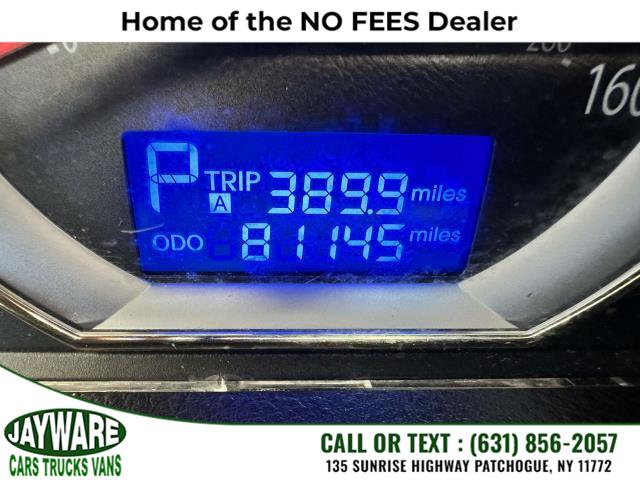 Home of the NO FEES Dealer
200
160
P TRIP A 389.9 miles
ODO 81145 miles
JAYWARE
CARS TRUCKS VANS
CALL OR TEXT : (631) 856-2057
135 SUNRISE HIGHWAY PATCHOGUE, NY 11772